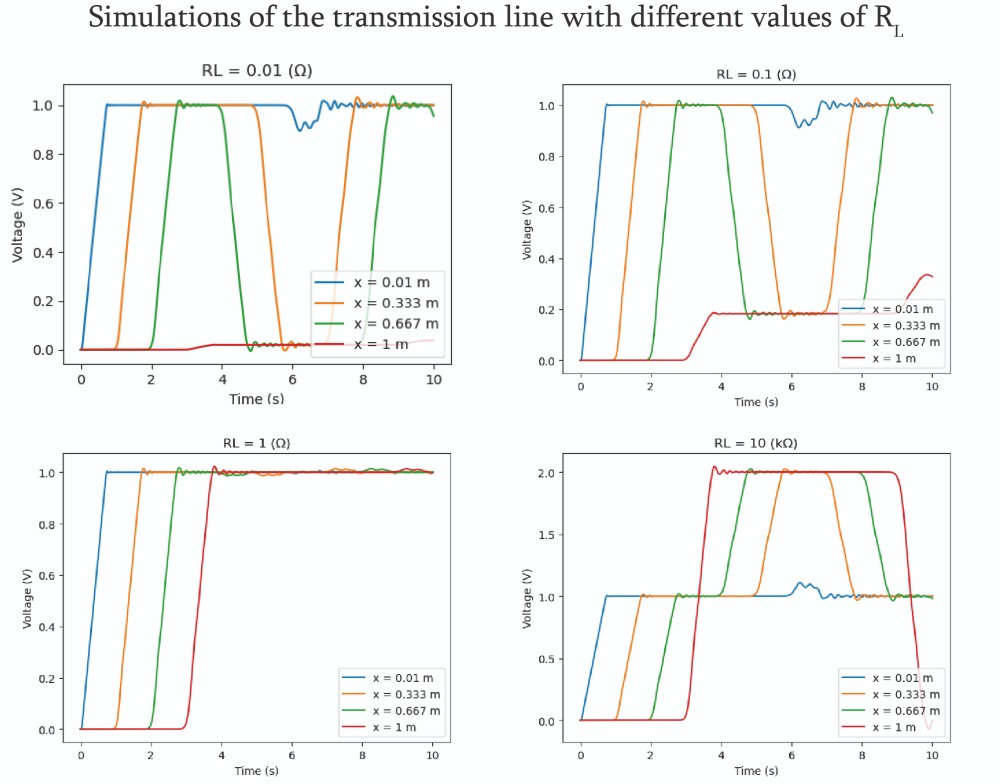 Simulations of the transmission line with different values of R_L
RL = 0.01 (Ω)
1.0
0.8
0.6
0.4
0.2
0.0
Voltage (V)
x = 0.01 m
x = 0.333 m
x = 0.667 m
x = 1 m
0 2 4 6 8 10
Time (s)
RL = 0.1 (Ω)
1.0
0.8
0.6
0.4
0.2
0.0
Voltage (V)
x = 0.01 m
x = 0.333 m
x = 0.667 m
x = 1 m
0 2 4 6 8 10
Time (s)
RL = 1 (Ω)
1.0
0.8
0.6
0.4
0.2
0.0
Voltage (V)
x = 0.01 m
x = 0.333 m
x = 0.667 m
x = 1 m
0 2 4 6 8 10
Time (s)
RL = 10 (kΩ)
2.0
1.5
1.0
0.5
0.0
Voltage (V)
x = 0.01 m
x = 0.333 m
x = 0.667 m
x = 1 m
0 2 4 6 8 10
Time (s)